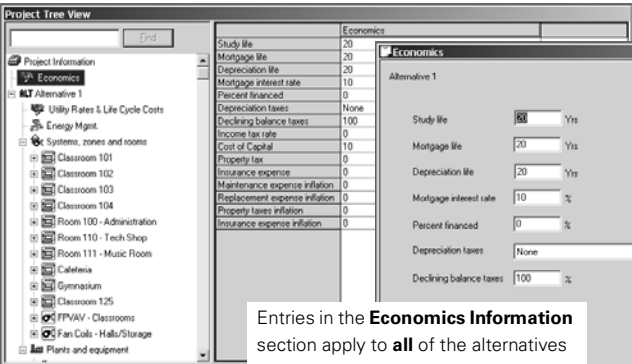 Project Tree View
Find
Project Information
Economics
ALT Alternative 1
Utility Rates & Life Cycle Costs
Energy Mgmt.
Systems, zones and rooms
Classroom 101
Classroom 102
Classroom 103
Classroom 104
Room 100 - Administration
Room 110 - Tech Shop
Room 111 - Music Room
Cafeteria
Gymnasium
Classroom 125
FPVAV - Classrooms
Fan Coils - Halls/Storage
Plants and equipment
Economics
Study life 20
Mortgage life 20
Depreciation life 20
Mortgage interest rate 10
Percent financed 0
Depreciation taxes None
Declining balance taxes 100
Income tax rate 0
Cost of Capital 10
Property tax 0
Insurance expense 0
Maintenance expense inflation 0
Replacement expense inflation 0
Property taxes inflation 0
Insurance expense inflation 0
Economics
Alternative 1
Study life 20 Yrs
Mortgage life 20 Yrs
Depreciation life 20 Yrs
Mortgage interest rate 10 %
Percent financed 0 %
Depreciation taxes None
Declining balance taxes 100 %
Entries in the Economics Information
section apply to all of the alternatives